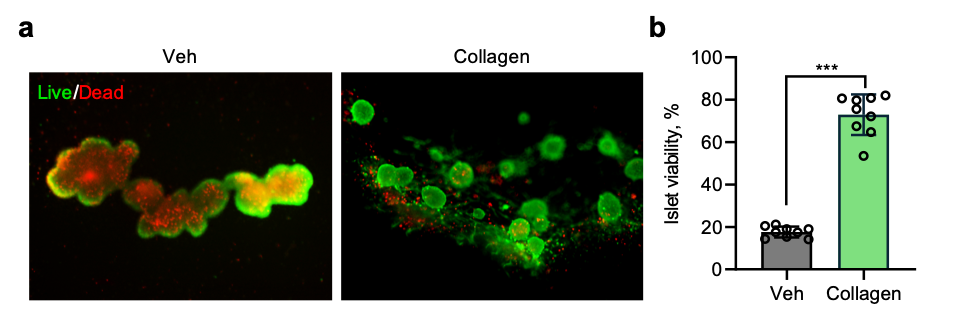 a
Veh
Collagen
Live/Dead
b
Islet viability, %
100
80
60
40
20
0
***
Veh
Collagen